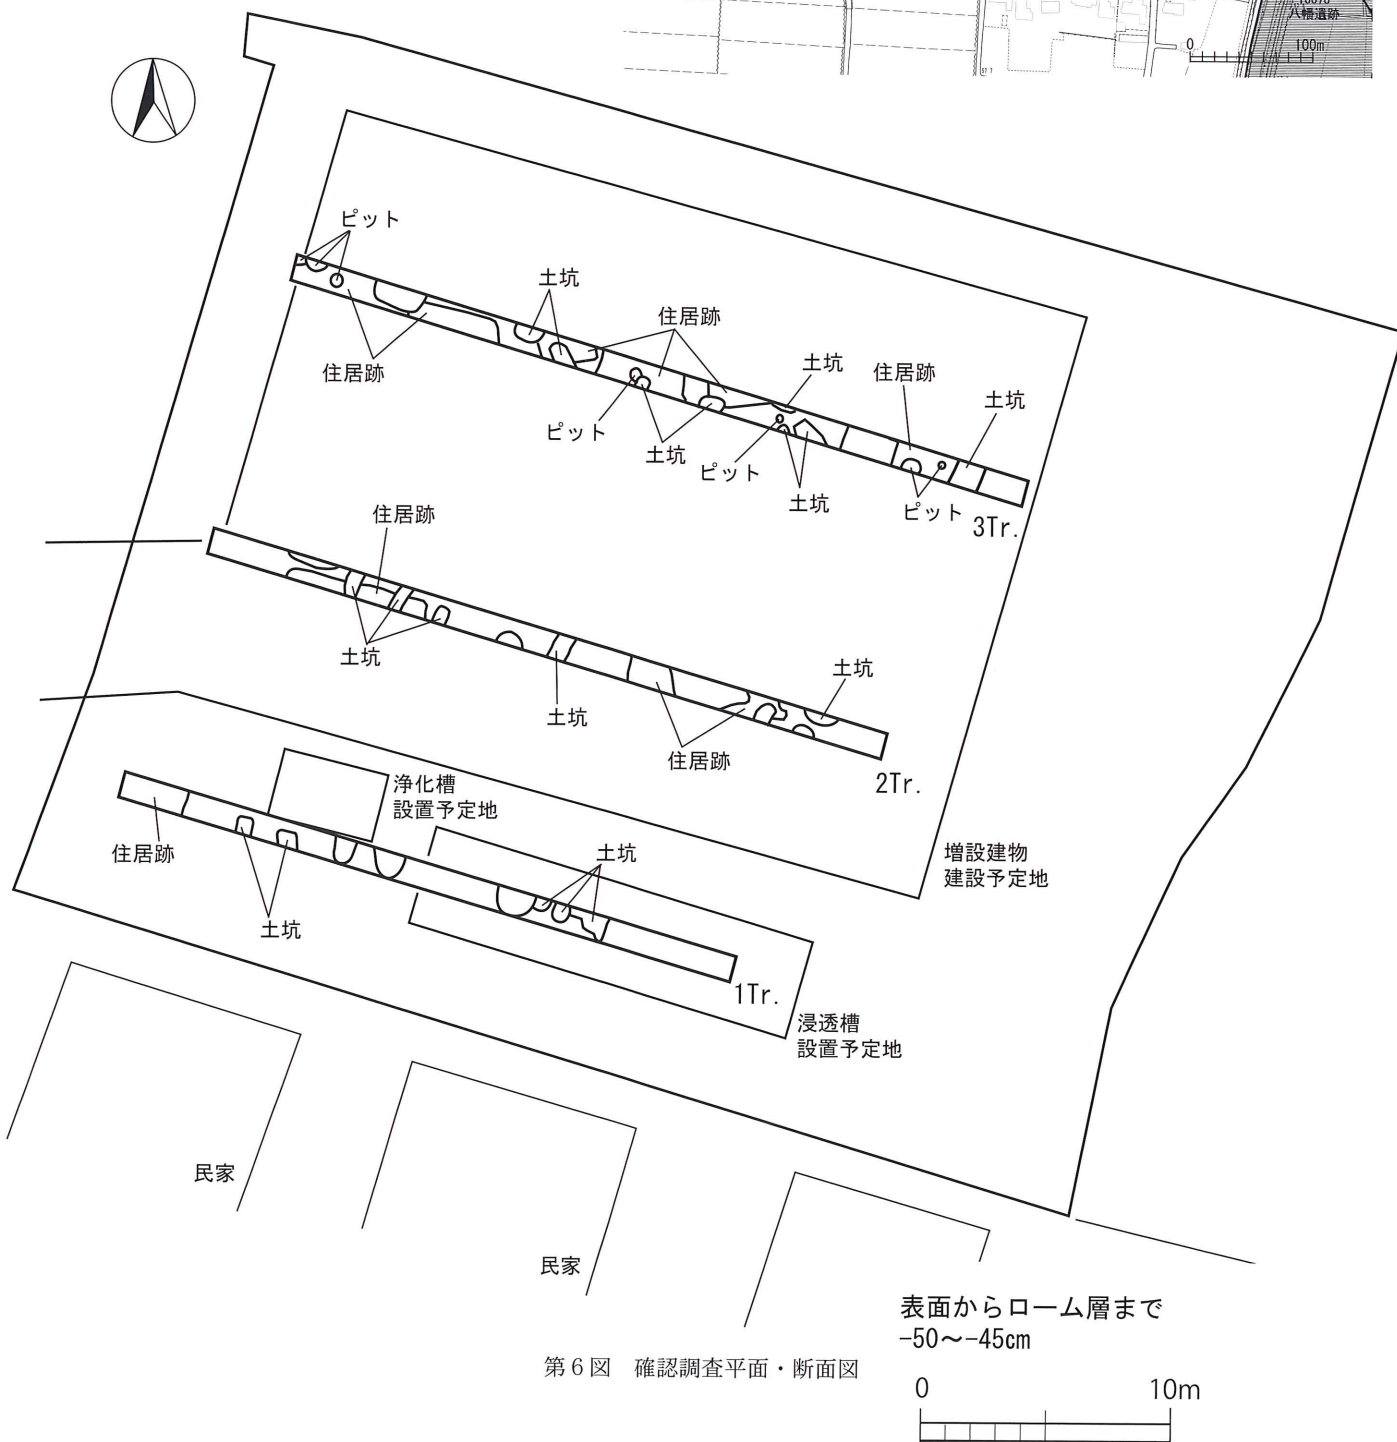 八幡遺跡
0 100m
57.7
ピット
土坑
住居跡
土坑
住居跡
住居跡
土坑
ピット
土坑
ピット
土坑
ピット
3Tr.
住居跡
土坑
土坑
土坑
住居跡
2Tr.
浄化槽
設置予定地
住居跡
土坑
土坑
増設建物
建設予定地
1Tr.
浸透槽
設置予定地
民家
民家
表面からローム層まで
-50～-45cm
第6図 確認調査平面・断面図
0 10m